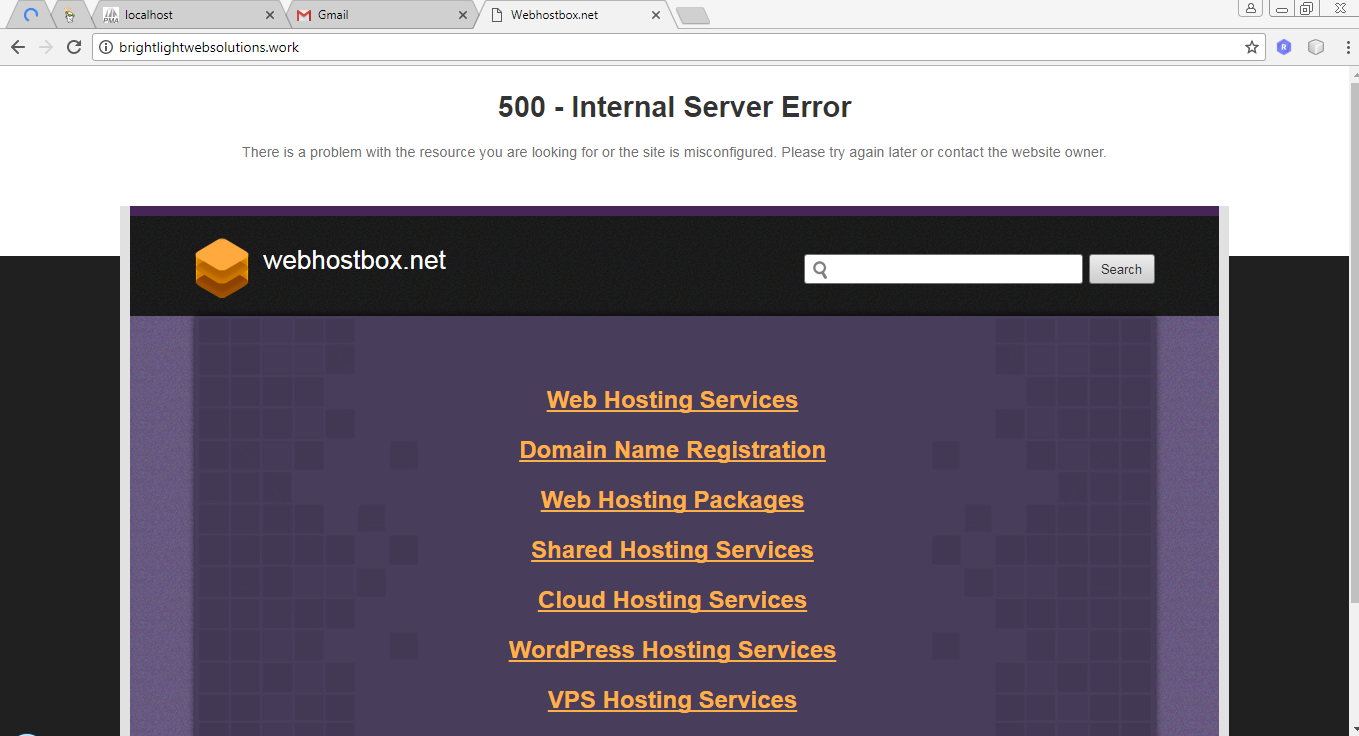 localhost
Gmail
Webhostbox.net
brightlightwebsolutions.work
500 - Internal Server Error
There is a problem with the resource you are looking for or the site is misconfigured. Please try again later or contact the website owner.
webhostbox.net
Search
Web Hosting Services
Domain Name Registration
Web Hosting Packages
Shared Hosting Services
Cloud Hosting Services
WordPress Hosting Services
VPS Hosting Services